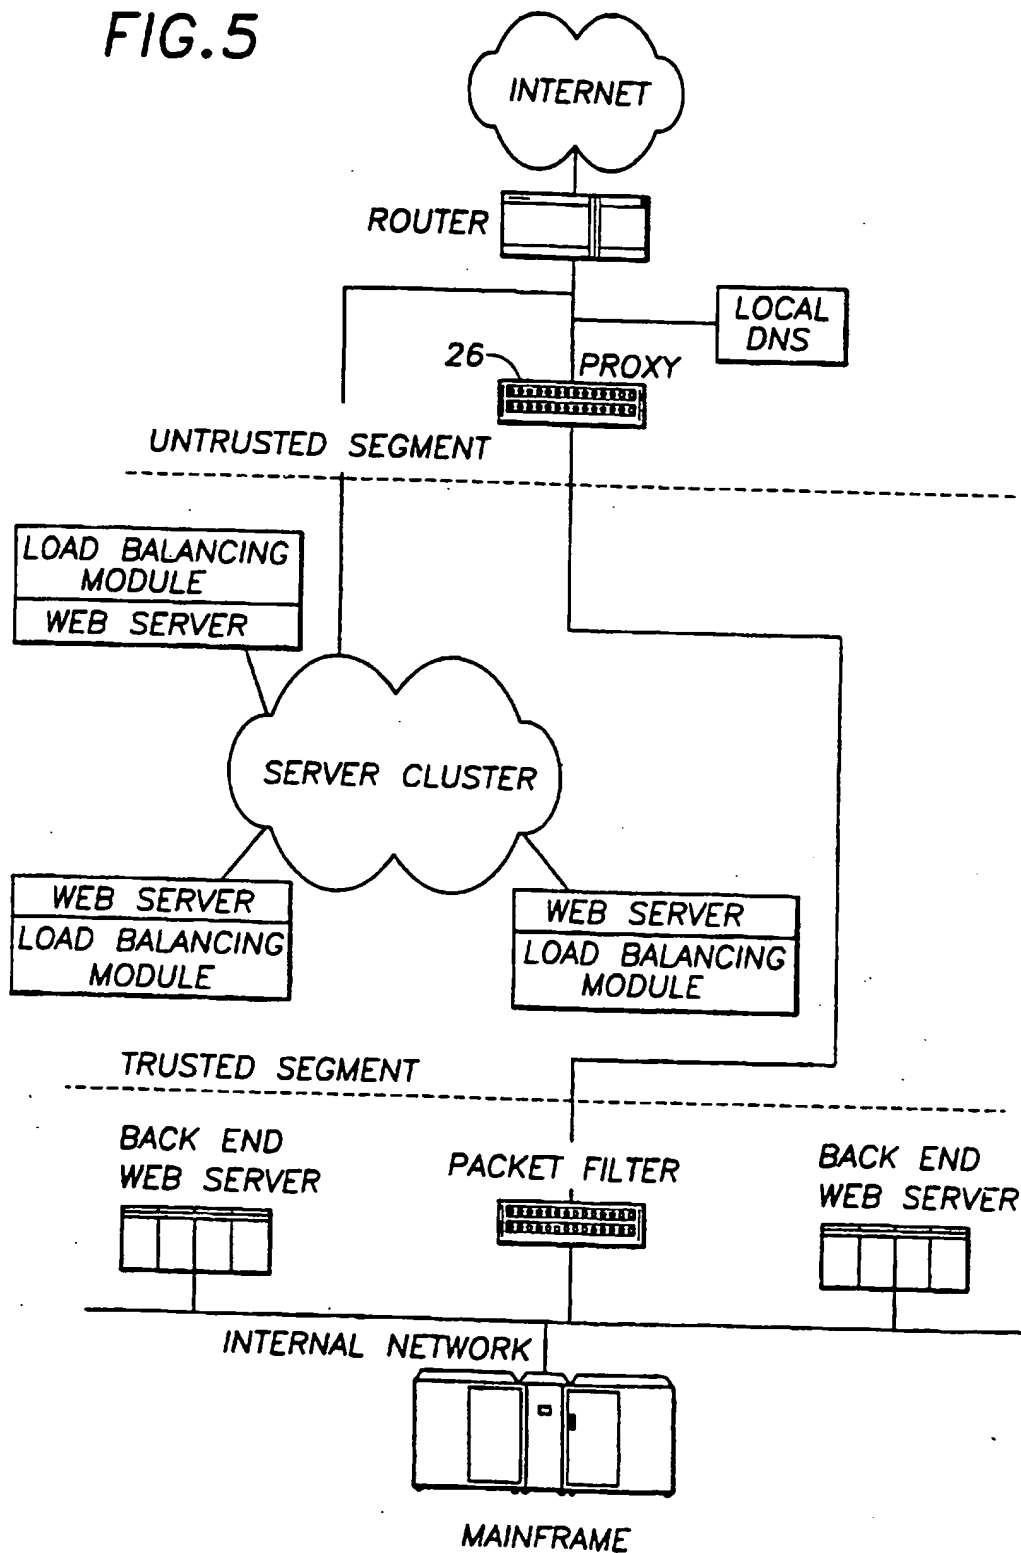 FIG.5
INTERNET
ROUTER
LOCAL
DNS
26
PROXY
UNTRUSTED SEGMENT
LOAD BALANCING
MODULE
WEB SERVER
SERVER CLUSTER
WEB SERVER
LOAD BALANCING
MODULE
WEB SERVER
LOAD BALANCING
MODULE
TRUSTED SEGMENT
BACK END
WEB SERVER
PACKET FILTER
BACK END
WEB SERVER
INTERNAL NETWORK
MAINFRAME